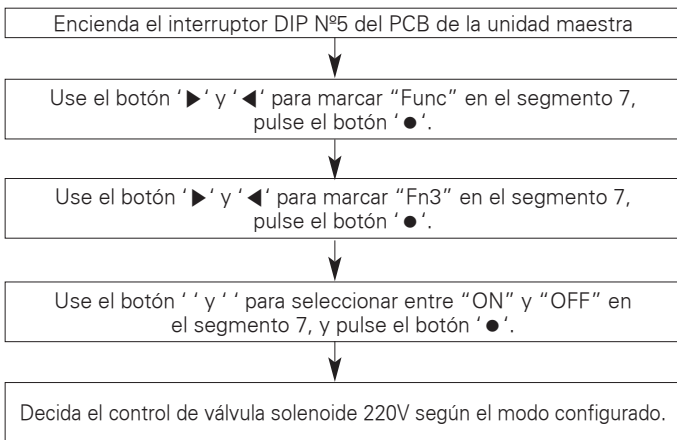 Encienda el interruptor DIP Nº5 del PCB de la unidad maestra
Use el botón ‘▶‘ y ‘◀‘ para marcar “Func” en el segmento 7,
pulse el botón ‘●‘.
Use el botón ‘▶‘ y ‘◀‘ para marcar “Fn3” en el segmento 7,
pulse el botón ‘●‘.
Use el botón ‘ ‘ y ‘ ‘ para seleccionar entre “ON” y “OFF” en
el segmento 7, y pulse el botón ‘●‘.
Decida el control de válvula solenoide 220V según el modo configurado.